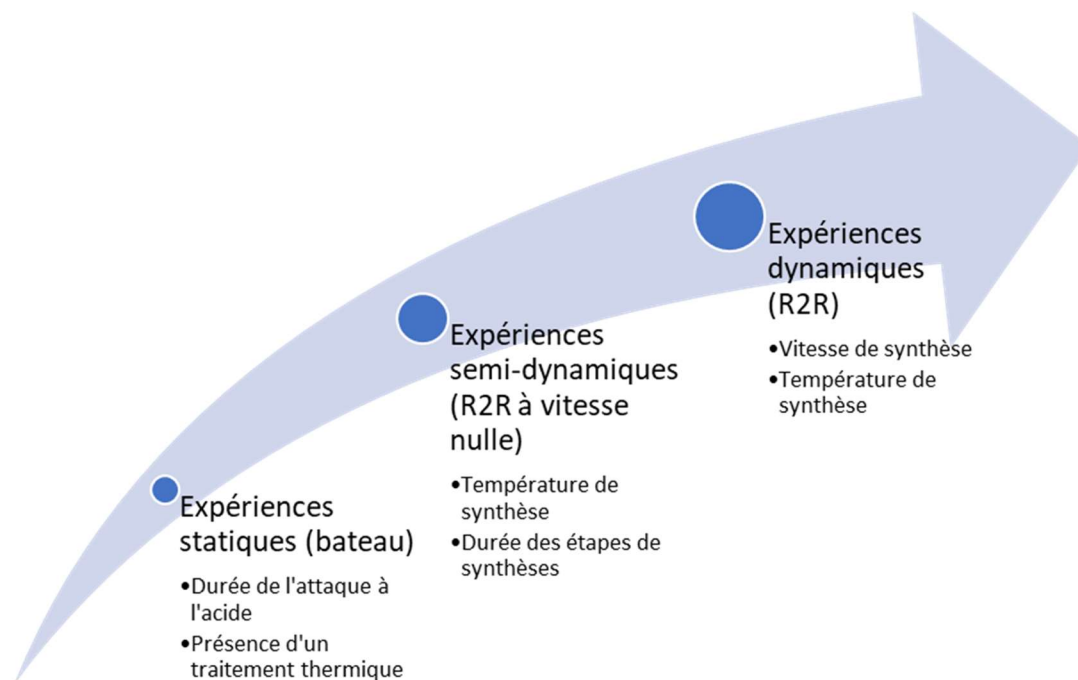 Expériences
statiques (bateau)
•Durée de l'attaque à
l'acide
•Présence d'un
traitement thermique
Expériences
semi-dynamiques
(R2R à vitesse
nulle)
•Température de
synthèse
•Durée des étapes de
synthèses
Expériences
dynamiques
(R2R)
•Vitesse de synthèse
•Température de
synthèse